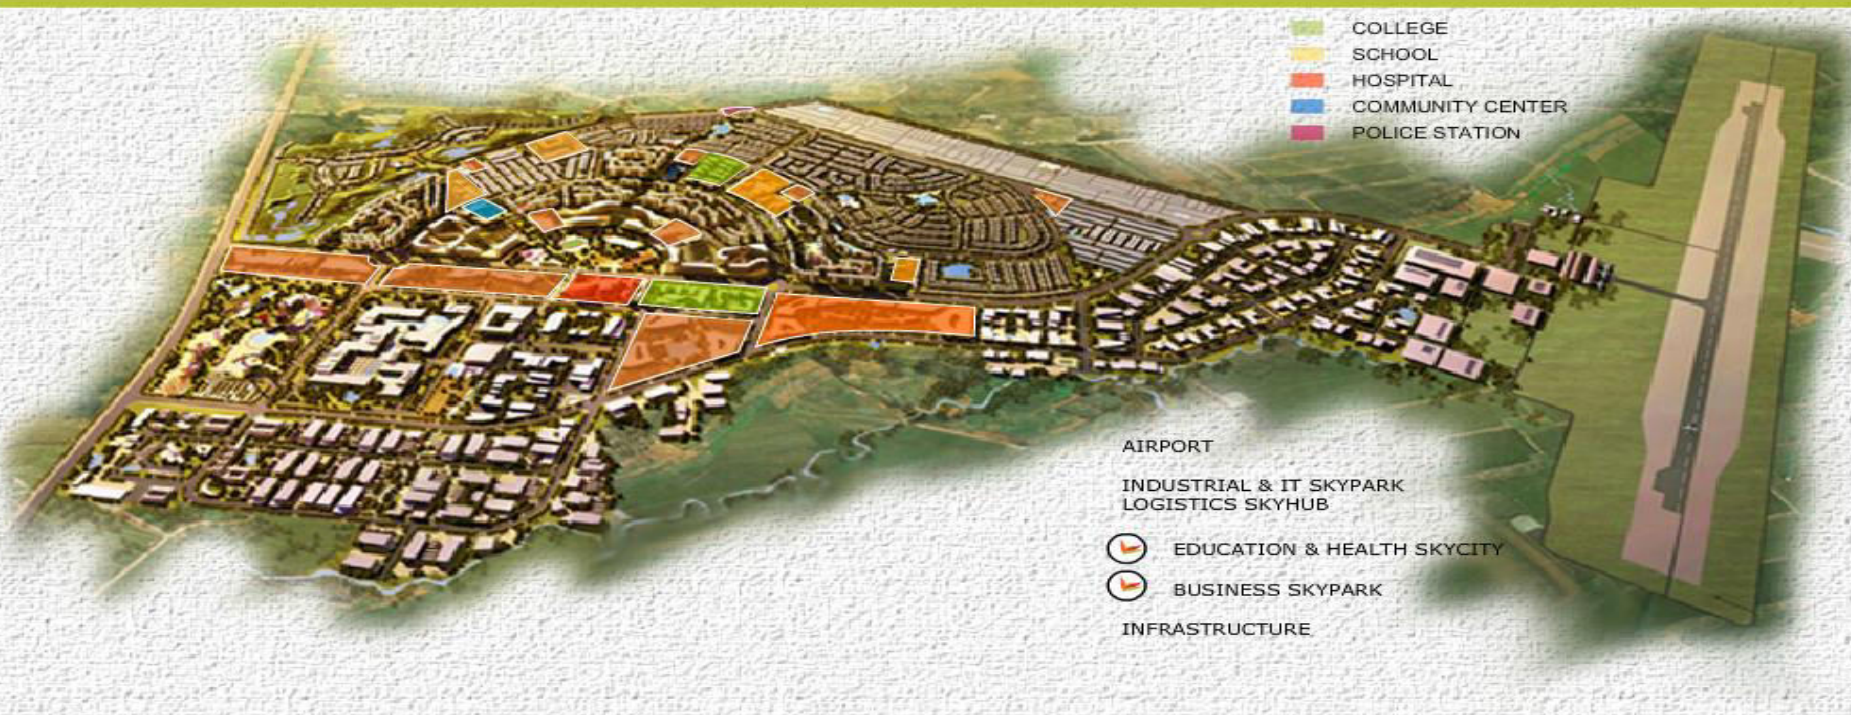 COLLEGE
SCHOOL
HOSPITAL
COMMUNITY CENTER
POLICE STATION
AIRPORT
INDUSTRIAL & IT SKYPARK
LOGISTICS SKYHUB
EDUCATION & HEALTH SKYCITY
BUSINESS SKYPARK
INFRASTRUCTURE